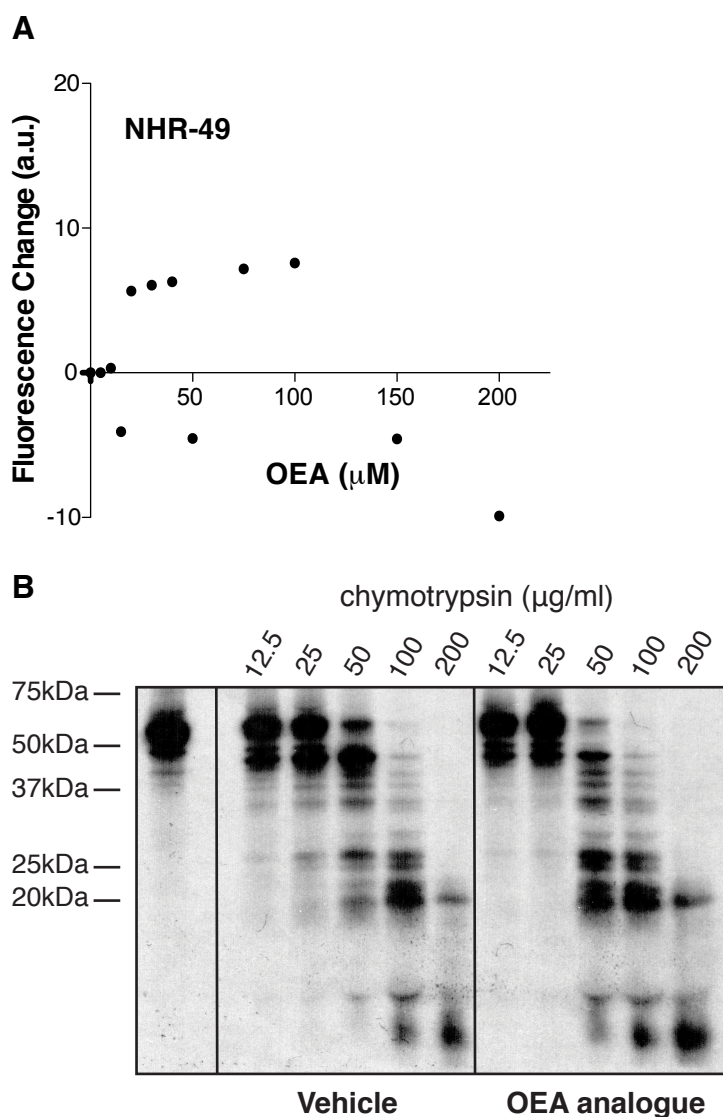 A
Fluorescence Change (a.u.)
20
NHR-49
10
0
50
100
150
200
OEA (μM)
-10
B
chymotrypsin (μg/ml)
12.5 25 50 100 200 12.5 25 50 100 200
75kDa
50kDa
37kDa
25kDa
20kDa
Vehicle OEA analogue